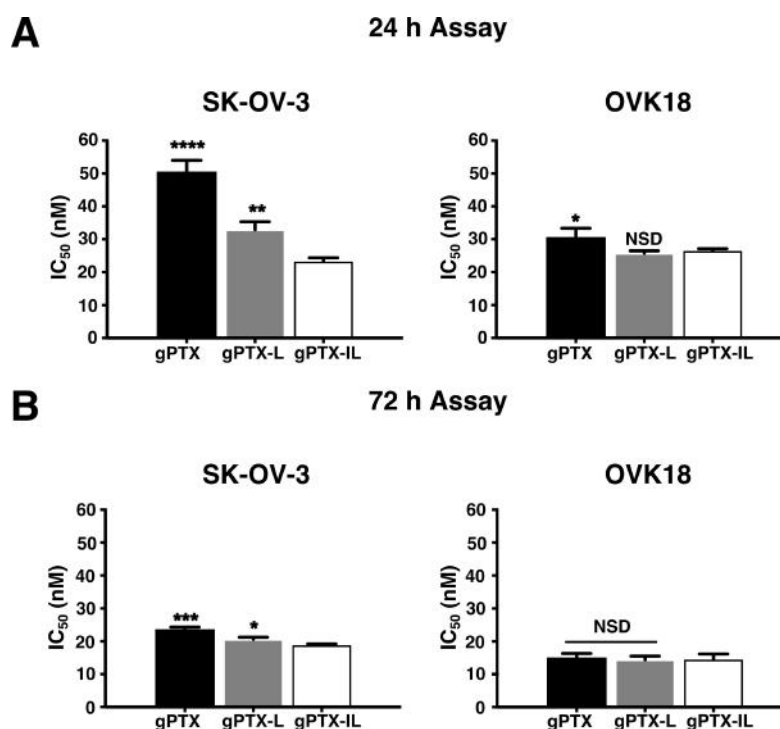 A
24 h Assay
SK-OV-3
IC50 (nM)
60
50
40
30
20
10
0
****
**
gPTX gPTX-L gPTX-IL
OVK18
IC50 (nM)
60
50
40
30
20
10
0
*
NSD
gPTX gPTX-L gPTX-IL
B
72 h Assay
SK-OV-3
IC50 (nM)
60
50
40
30
20
10
0
***
*
gPTX gPTX-L gPTX-IL
OVK18
IC50 (nM)
60
50
40
30
20
10
0
NSD
gPTX gPTX-L gPTX-IL